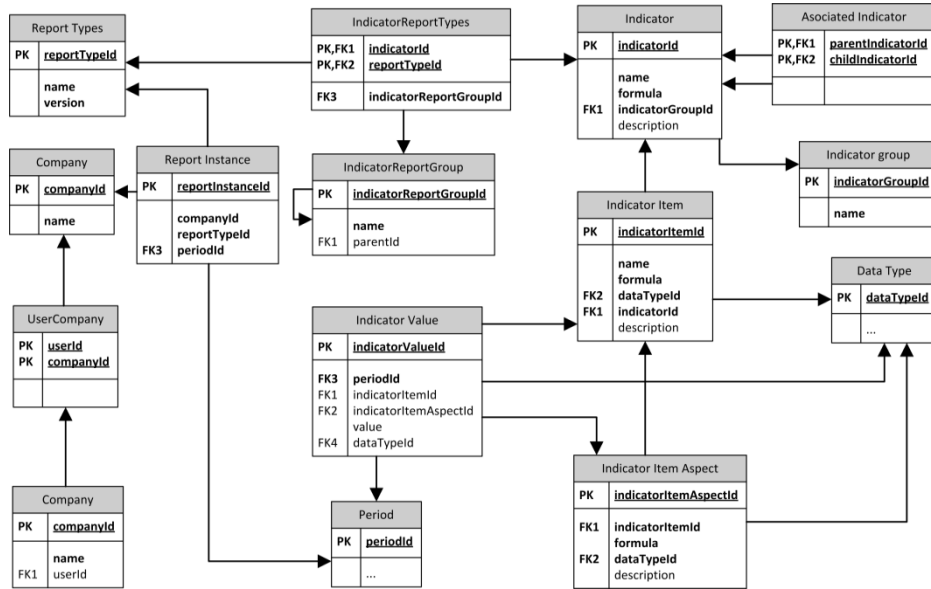 Report Types
PK reportTypeId
name
version
IndicatorReportTypes
PK,FK1 indicatorId
PK,FK2 reportTypeId
FK3 indicatorReportGroupId
Indicator
PK indicatorId
name
formula
FK1 indicatorGroupId
description
Asociated Indicator
PK,FK1 parentIndicatorId
PK,FK2 childIndicatorId
Company
PK companyId
name
Report Instance
PK reportInstanceId
companyId
reportTypeId
FK3 periodId
IndicatorReportGroup
PK indicatorReportGroupId
name
FK1 parentId
Indicator group
PK indicatorGroupId
name
Indicator Item
PK indicatorItemId
name
formula
FK2 dataTypeId
FK1 indicatorId
description
Data Type
PK dataTypeId
...
UserCompany
PK userId
PK companyId
Indicator Value
PK indicatorValueId
FK3 periodId
FK1 indicatorItemId
FK2 indicatorItemAspectId
value
FK4 dataTypeId
Indicator Item Aspect
PK indicatorItemAspectId
FK1 indicatorItemId
formula
FK2 dataTypeId
description
Company
PK companyId
name
FK1 userId
Period
PK periodId
...